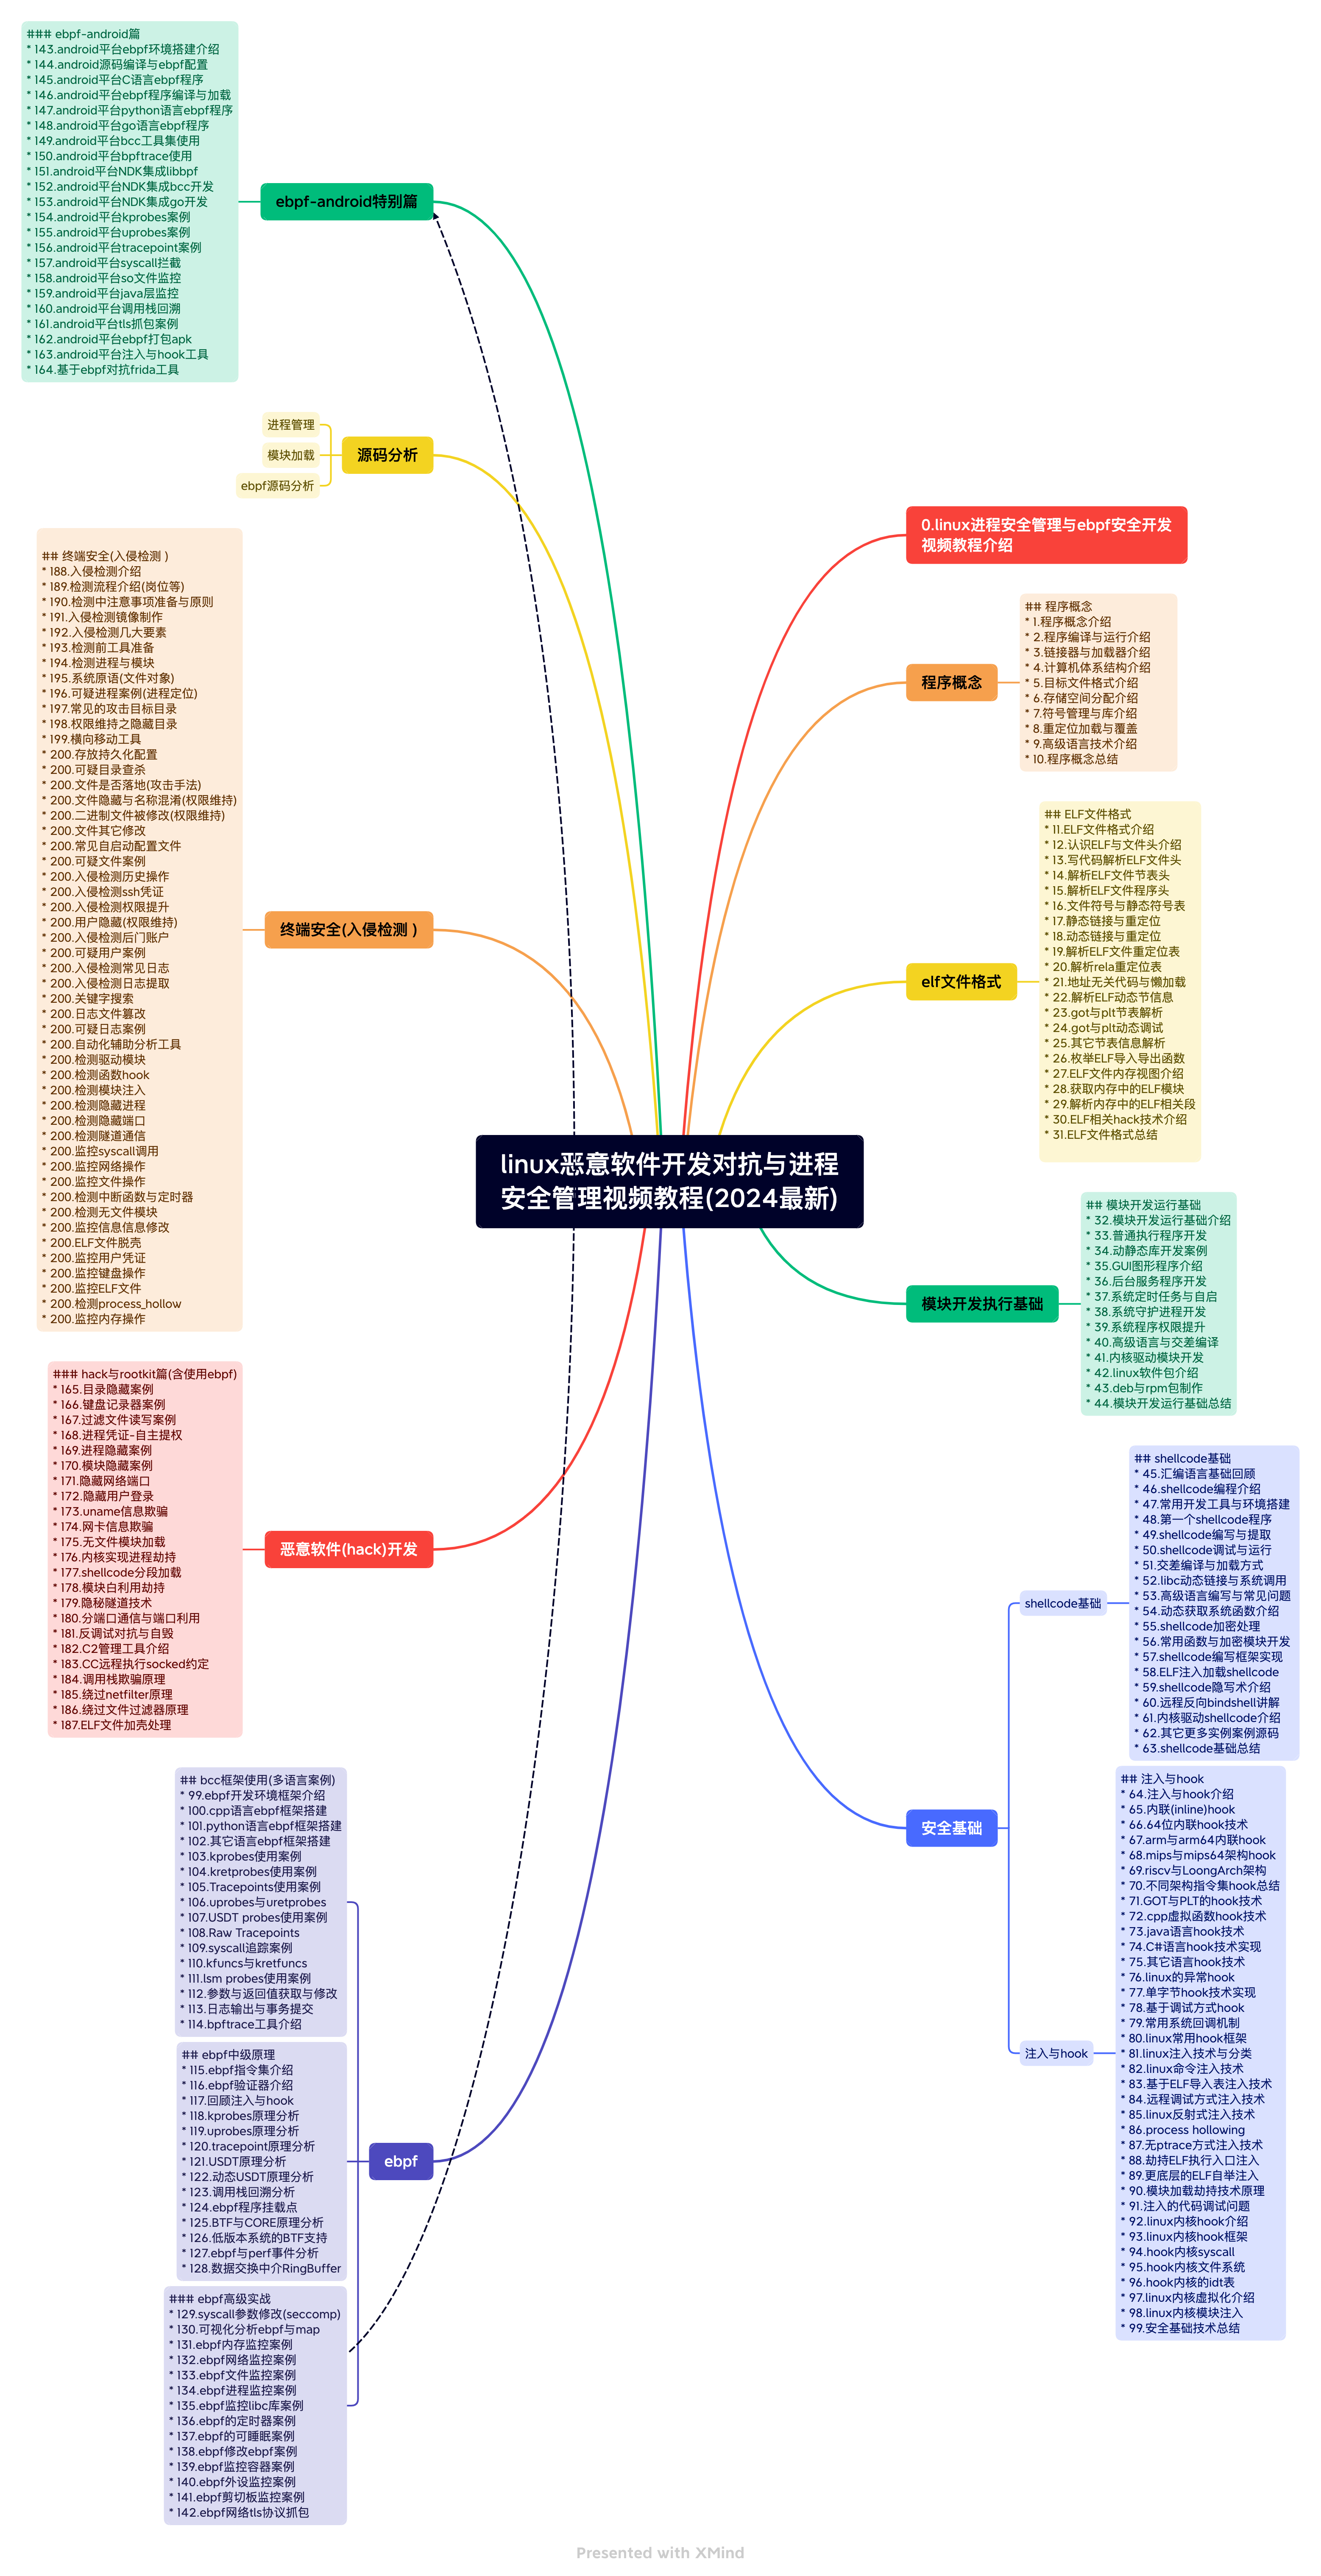 linux恶意软件开发对抗与进程
安全管理视频教程(2024最新)
0.linux进程安全管理与ebpf安全开发
视频教程介绍
程序概念
## 程序概念
* 1.程序概念介绍
* 2.程序编译与运行介绍
* 3.链接器与加载器介绍
* 4.计算机体系结构介绍
* 5.目标文件格式介绍
* 6.存储空间分配介绍
* 7.符号管理与库介绍
* 8.重定位加载与覆盖
* 9.高级语言技术介绍
* 10.程序概念总结
elf文件格式
## ELF文件格式
* 11.ELF文件格式介绍
* 12.认识ELF与文件头介绍
* 13.写代码解析ELF文件头
* 14.解析ELF文件节表头
* 15.解析ELF文件程序头
* 16.文件符号与静态符号表
* 17.静态链接与重定位
* 18.动态链接与重定位
* 19.解析ELF文件重定位表
* 20.解析rela重定位表
* 21.地址无关代码与懒加载
* 22.解析ELF动态节信息
* 23.got与plt节表解析
* 24.got与plt动态调试
* 25.其它节表信息解析
* 26.枚举ELF导入导出函数
* 27.ELF文件内存视图介绍
* 28.获取内存中的ELF模块
* 29.解析内存中的ELF相关段
* 30.ELF相关hack技术介绍
* 31.ELF文件格式总结
模块开发执行基础
## 模块开发运行基础
* 32.模块开发运行基础介绍
* 33.普通执行程序开发
* 34.动静态库开发案例
* 35.GUI图形程序介绍
* 36.后台服务程序开发
* 37.系统定时任务与自启
* 38.系统守护进程开发
* 39.系统程序权限提升
* 40.高级语言与交差编译
* 41.内核驱动模块开发
* 42.linux软件包介绍
* 43.deb与rpm包制作
* 44.模块开发运行基础总结
安全基础
shellcode基础
## shellcode基础
* 45.汇编语言基础回顾
* 46.shellcode编程介绍
* 47.常用开发工具与环境搭建
* 48.第一个shellcode程序
* 49.shellcode编写与提取
* 50.shellcode调试与运行
* 51.交差编译与加载方式
* 52.libc动态链接与系统调用
* 53.高级语言编写与常见问题
* 54.动态获取系统函数介绍
* 55.shellcode加密处理
* 56.常用函数与加密模块开发
* 57.shellcode编写框架实现
* 58.ELF注入加载shellcode
* 59.shellcode隐写术介绍
* 60.远程反向bindshell讲解
* 61.内核驱动shellcode介绍
* 62.其它更多实例案例源码
* 63.shellcode基础总结
注入与hook
## 注入与hook
* 64.注入与hook介绍
* 65.内联(inline)hook
* 66.64位内联hook技术
* 67.arm与arm64内联hook
* 68.mips与mips64架构hook
* 69.riscv与LoongArch架构
* 70.不同架构指令集hook总结
* 71.GOT与PLT的hook技术
* 72.cpp虚拟函数hook技术
* 73.java语言hook技术
* 74.C#语言hook技术实现
* 75.其它语言hook技术
* 76.linux的异常hook
* 77.单字节hook技术实现
* 78.基于调试方式hook
* 79.常用系统回调机制
* 80.linux常用hook框架
* 81.linux注入技术与分类
* 82.linux命令注入技术
* 83.基于ELF导入表注入技术
* 84.远程调试方式注入技术
* 85.linux反射式注入技术
* 86.process hollowing
* 87.无ptrace方式注入技术
* 88.劫持ELF执行入口注入
* 89.更底层的ELF自举注入
* 90.模块加载劫持技术原理
* 91.注入的代码调试问题
* 92.linux内核hook介绍
* 93.linux内核hook框架
* 94.hook内核syscall
* 95.hook内核文件系统
* 96.hook内核的idt表
* 97.linux内核虚拟化介绍
* 98.linux内核模块注入
* 99.安全基础技术总结
ebpf
## bcc框架使用(多语言案例)
* 99.ebpf开发环境框架介绍
* 100.cpp语言ebpf框架搭建
* 101.python语言ebpf框架搭建
* 102.其它语言ebpf框架搭建
* 103.kprobes使用案例
* 104.kretprobes使用案例
* 105.Tracepoints使用案例
* 106.uprobes与uretprobes
* 107.USDT probes使用案例
* 108.Raw Tracepoints
* 109.syscall追踪案例
* 110.kfuncs与kretfuncs
* 111.lsm probes使用案例
* 112.参数与返回值获取与修改
* 113.日志输出与事务提交
* 114.bpftrace工具介绍
## ebpf中级原理
* 115.ebpf指令集介绍
* 116.ebpf验证器介绍
* 117.回顾注入与hook
* 118.kprobes原理分析
* 119.uprobes原理分析
* 120.tracepoint原理分析
* 121.USDT原理分析
* 122.动态USDT原理分析
* 123.调用栈回溯分析
* 124.ebpf程序挂载点
* 125.BTF与CORE原理分析
* 126.低版本系统的BTF支持
* 127.ebpf与perf事件分析
* 128.数据交换中介RingBuffer
### ebpf高级实战
* 129.syscall参数修改(seccomp)
* 130.可视化分析ebpf与map
* 131.ebpf内存监控案例
* 132.ebpf网络监控案例
* 133.ebpf文件监控案例
* 134.ebpf进程监控案例
* 135.ebpf监控libc库案例
* 136.ebpf的定时器案例
* 137.ebpf的可睡眠案例
* 138.ebpf修改ebpf案例
* 139.ebpf监控容器案例
* 140.ebpf外设监控案例
* 141.ebpf剪切板监控案例
* 142.ebpf网络tls协议抓包
恶意软件(hack)开发
### hack与rootkit篇(含使用ebpf)
* 165.目录隐藏案例
* 166.键盘记录器案例
* 167.过滤文件读写案例
* 168.进程凭证-自主提权
* 169.进程隐藏案例
* 170.模块隐藏案例
* 171.隐藏网络端口
* 172.隐藏用户登录
* 173.uname信息欺骗
* 174.网卡信息欺骗
* 175.无文件模块加载
* 176.内核实现进程劫持
* 177.shellcode分段加载
* 178.模块白利用劫持
* 179.隐秘隧道技术
* 180.分端口通信与端口利用
* 181.反调试对抗与自毁
* 182.C2管理工具介绍
* 183.CC远程执行socked约定
* 184.调用栈欺骗原理
* 185.绕过netfilter原理
* 186.绕过文件过滤器原理
* 187.ELF文件加壳处理
终端安全(入侵检测 )
## 终端安全(入侵检测 )
* 188.入侵检测介绍
* 189.检测流程介绍(岗位等)
* 190.检测中注意事项准备与原则
* 191.入侵检测镜像制作
* 192.入侵检测几大要素
* 193.检测前工具准备
* 194.检测进程与模块
* 195.系统原语(文件对象)
* 196.可疑进程案例(进程定位)
* 197.常见的攻击目标目录
* 198.权限维持之隐藏目录
* 199.横向移动工具
* 200.存放持久化配置
* 200.可疑目录查杀
* 200.文件是否落地(攻击手法)
* 200.文件隐藏与名称混淆(权限维持)
* 200.二进制文件被修改(权限维持)
* 200.文件其它修改
* 200.常见自启动配置文件
* 200.可疑文件案例
* 200.入侵检测历史操作
* 200.入侵检测ssh凭证
* 200.入侵检测权限提升
* 200.用户隐藏(权限维持)
* 200.入侵检测后门账户
* 200.可疑用户案例
* 200.入侵检测常见日志
* 200.入侵检测日志提取
* 200.关键字搜索
* 200.日志文件篡改
* 200.可疑日志案例
* 200.自动化辅助分析工具
* 200.检测驱动模块
* 200.检测函数hook
* 200.检测模块注入
* 200.检测隐藏进程
* 200.检测隐藏端口
* 200.检测隧道通信
* 200.监控syscall调用
* 200.监控网络操作
* 200.监控文件操作
* 200.检测中断函数与定时器
* 200.检测无文件模块
* 200.监控信息信息修改
* 200.ELF文件脱壳
* 200.监控用户凭证
* 200.监控键盘操作
* 200.监控ELF文件
* 200.检测process_hollow
* 200.监控内存操作
源码分析
进程管理
模块加载
ebpf源码分析
ebpf-android特别篇
### ebpf-android篇
* 143.android平台ebpf环境搭建介绍
* 144.android源码编译与ebpf配置
* 145.android平台C语言ebpf程序
* 146.android平台ebpf程序编译与加载
* 147.android平台python语言ebpf程序
* 148.android平台go语言ebpf程序
* 149.android平台bcc工具集使用
* 150.android平台bpftrace使用
* 151.android平台NDK集成libbpf
* 152.android平台NDK集成bcc开发
* 153.android平台NDK集成go开发
* 154.android平台kprobes案例
* 155.android平台uprobes案例
* 156.android平台tracepoint案例
* 157.android平台syscall拦截
* 158.android平台so文件监控
* 159.android平台java层监控
* 160.android平台调用栈回溯
* 161.android平台tls抓包案例
* 162.android平台ebpf打包apk
* 163.android平台注入与hook工具
* 164.基于ebpf对抗frida工具
Presented with XMind